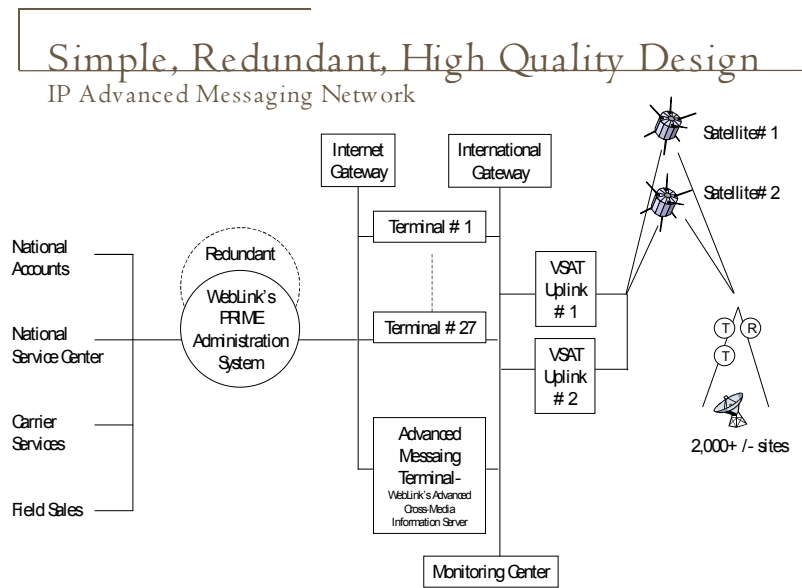 Simple, Redundant, High Quality Design
IP Advanced Messaging Network
Internet
Gateway
International
Gateway
Satellite# 1
Satellite# 2
National
Accounts
National
Service Center
Carrier
Services
Field Sales
Redundant
WebLink's
PRIME
Administration
System
Terminal # 1
Terminal # 27
Advanced
Messaing
Terminal-
WebLink's Advanced
Cross-Media
Information Server
VSAT
Uplink
# 1
VSAT
Uplink
# 2
Monitoring Center
T
R
T
2,000+ /- sites